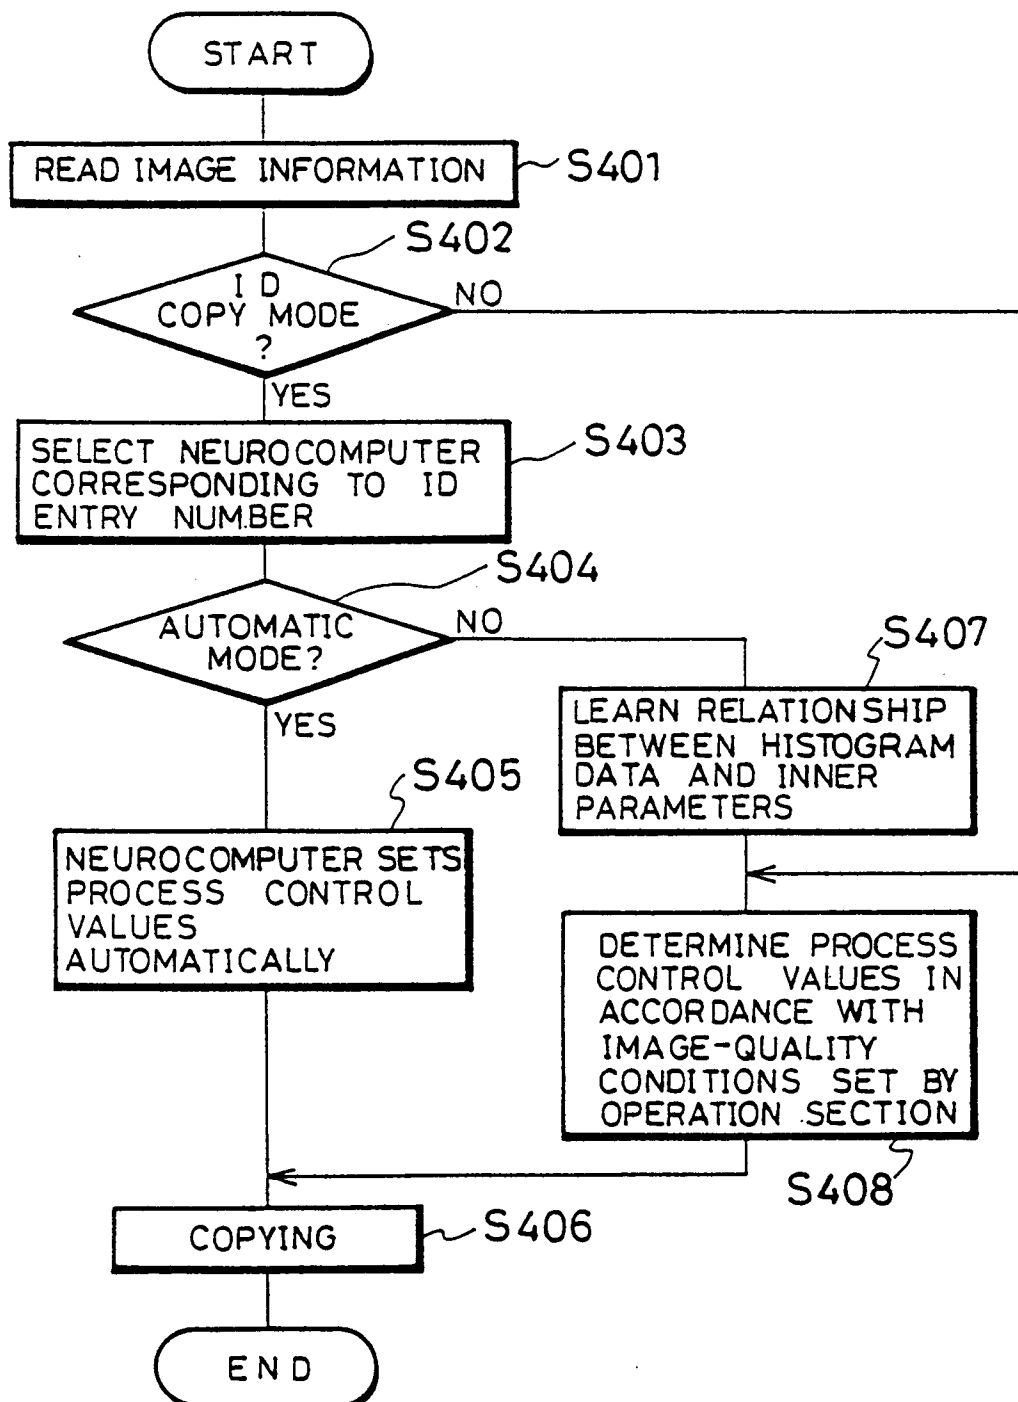 START
READ IMAGE INFORMATION
S401
S402
ID
COPY MODE
?
NO
YES
SELECT NEUROCOMPUTER
CORRESPONDING TO ID
ENTRY NUMBER
S403
S404
AUTOMATIC
MODE?
NO
YES
S407
LEARN RELATIONSHIP
BETWEEN HISTOGRAM
DATA AND INNER
PARAMETERS
S405
NEUROCOMPUTER SETS
PROCESS CONTROL
VALUES
AUTOMATICALLY
DETERMINE PROCESS
CONTROL VALUES IN
ACCORDANCE WITH
IMAGE-QUALITY
CONDITIONS SET BY
OPERATION SECTION
S408
COPYING
S406
END